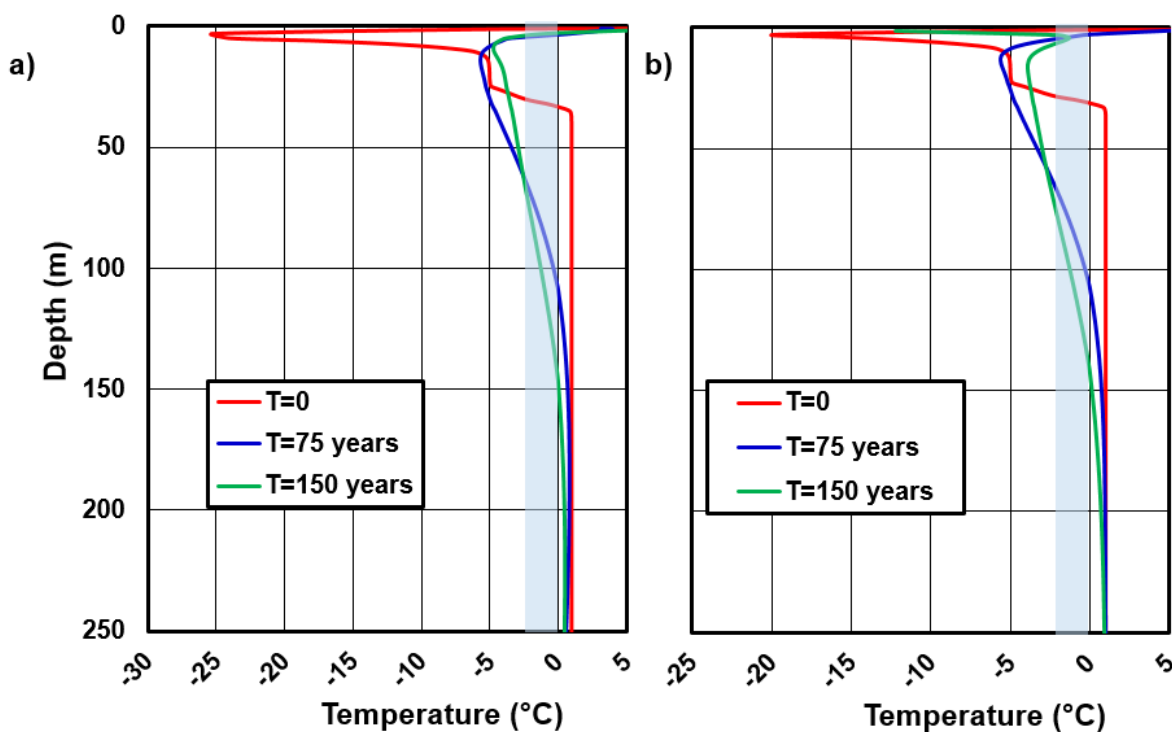 a)
Depth (m)
0
50
100
150
200
250
T=0
T=75 years
T=150 years
-30 -25 -20 -15 -10 -5 0 5
Temperature (°C)
b)
T=0
T=75 years
T=150 years
-25 -20 -15 -10 -5 0 5
Temperature (°C)